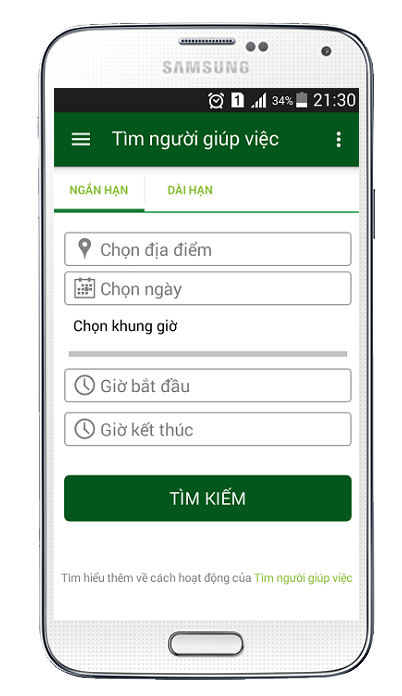 SAMSUNG
1 34% 21:30
Tìm người giúp việc
NGẮN HẠN DÀI HẠN
Chọn địa điểm
Chọn ngày
Chọn khung giờ
Giờ bắt đầu
Giờ kết thúc
TÌM KIẾM
Tìm hiểu thêm về cách hoạt động của Tìm người giúp việc